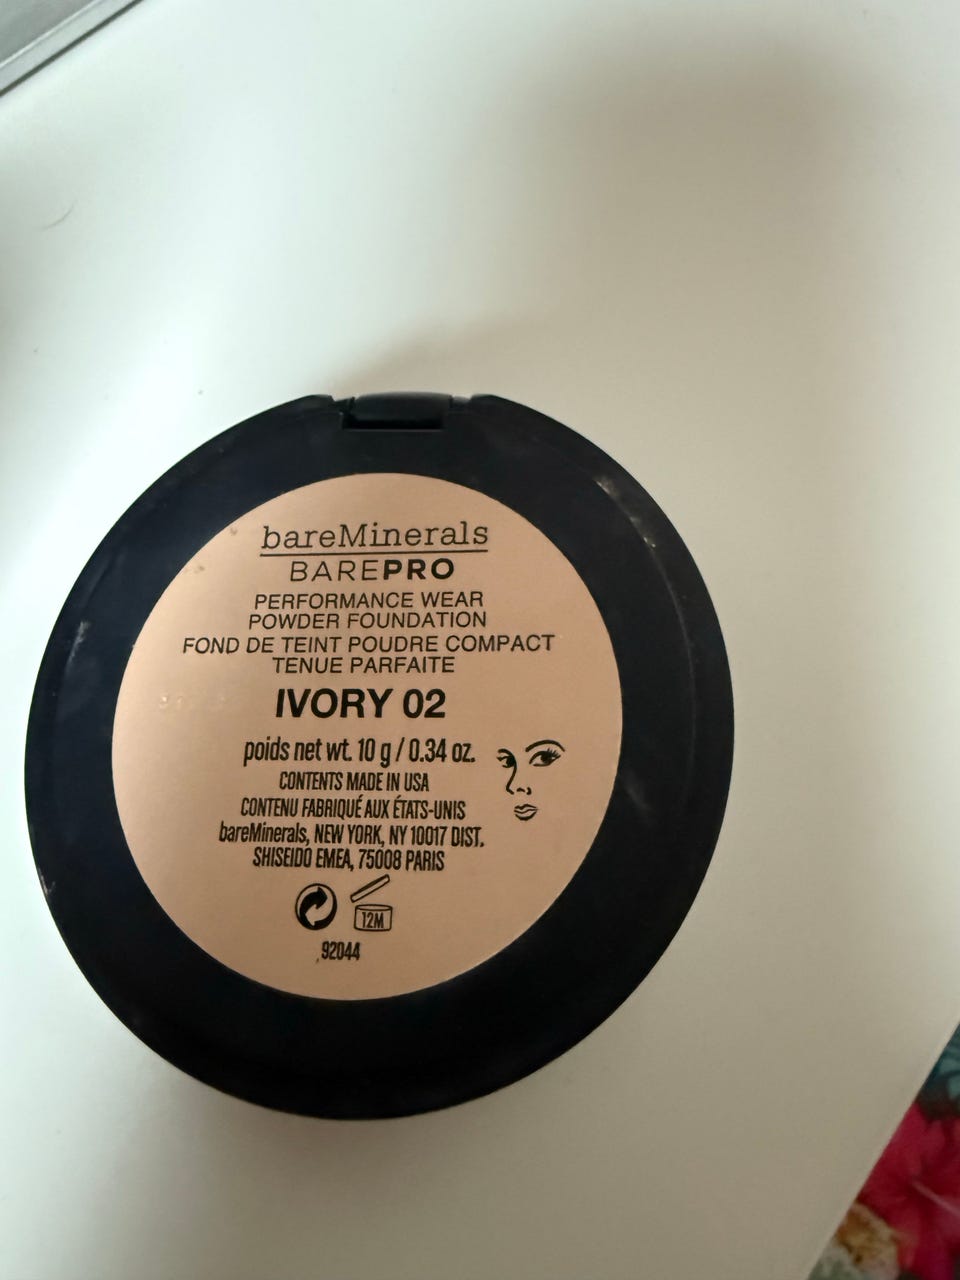 bareMinerals
BAREPRO
PERFORMANCE WEAR
POWDER FOUNDATION
FOND DE TEINT POUDRE COMPACT
TENUE PARFAITE
IVORY 02
poids net wt. 10 g / 0.34 oz.
CONTENTS MADE IN USA
CONTENU FABRIQUÉ AUX ÉTATS-UNIS
bareMinerals, NEW YORK, NY 10017 DIST.
SHISEIDO EMEA, 75008 PARIS
12M
92044